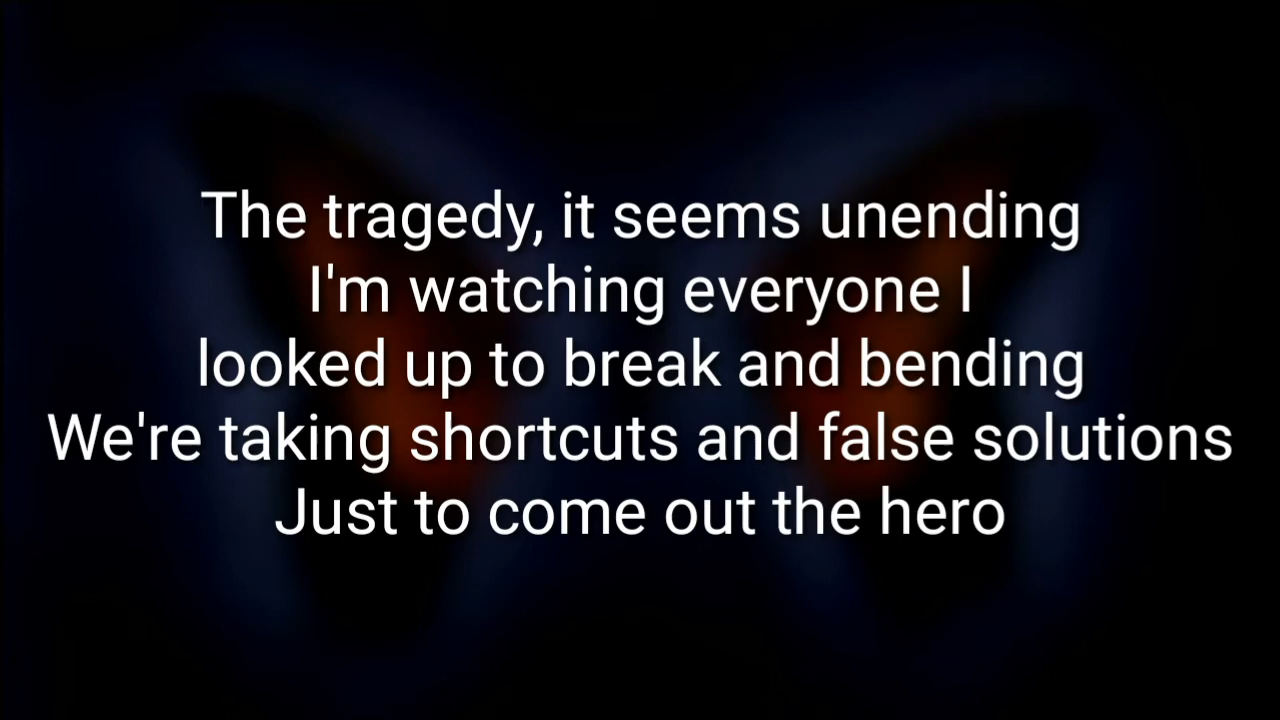 The tragedy, it seems unending
I'm watching everyone I
looked up to break and bending
We're taking shortcuts and false solutions
Just to come out the hero